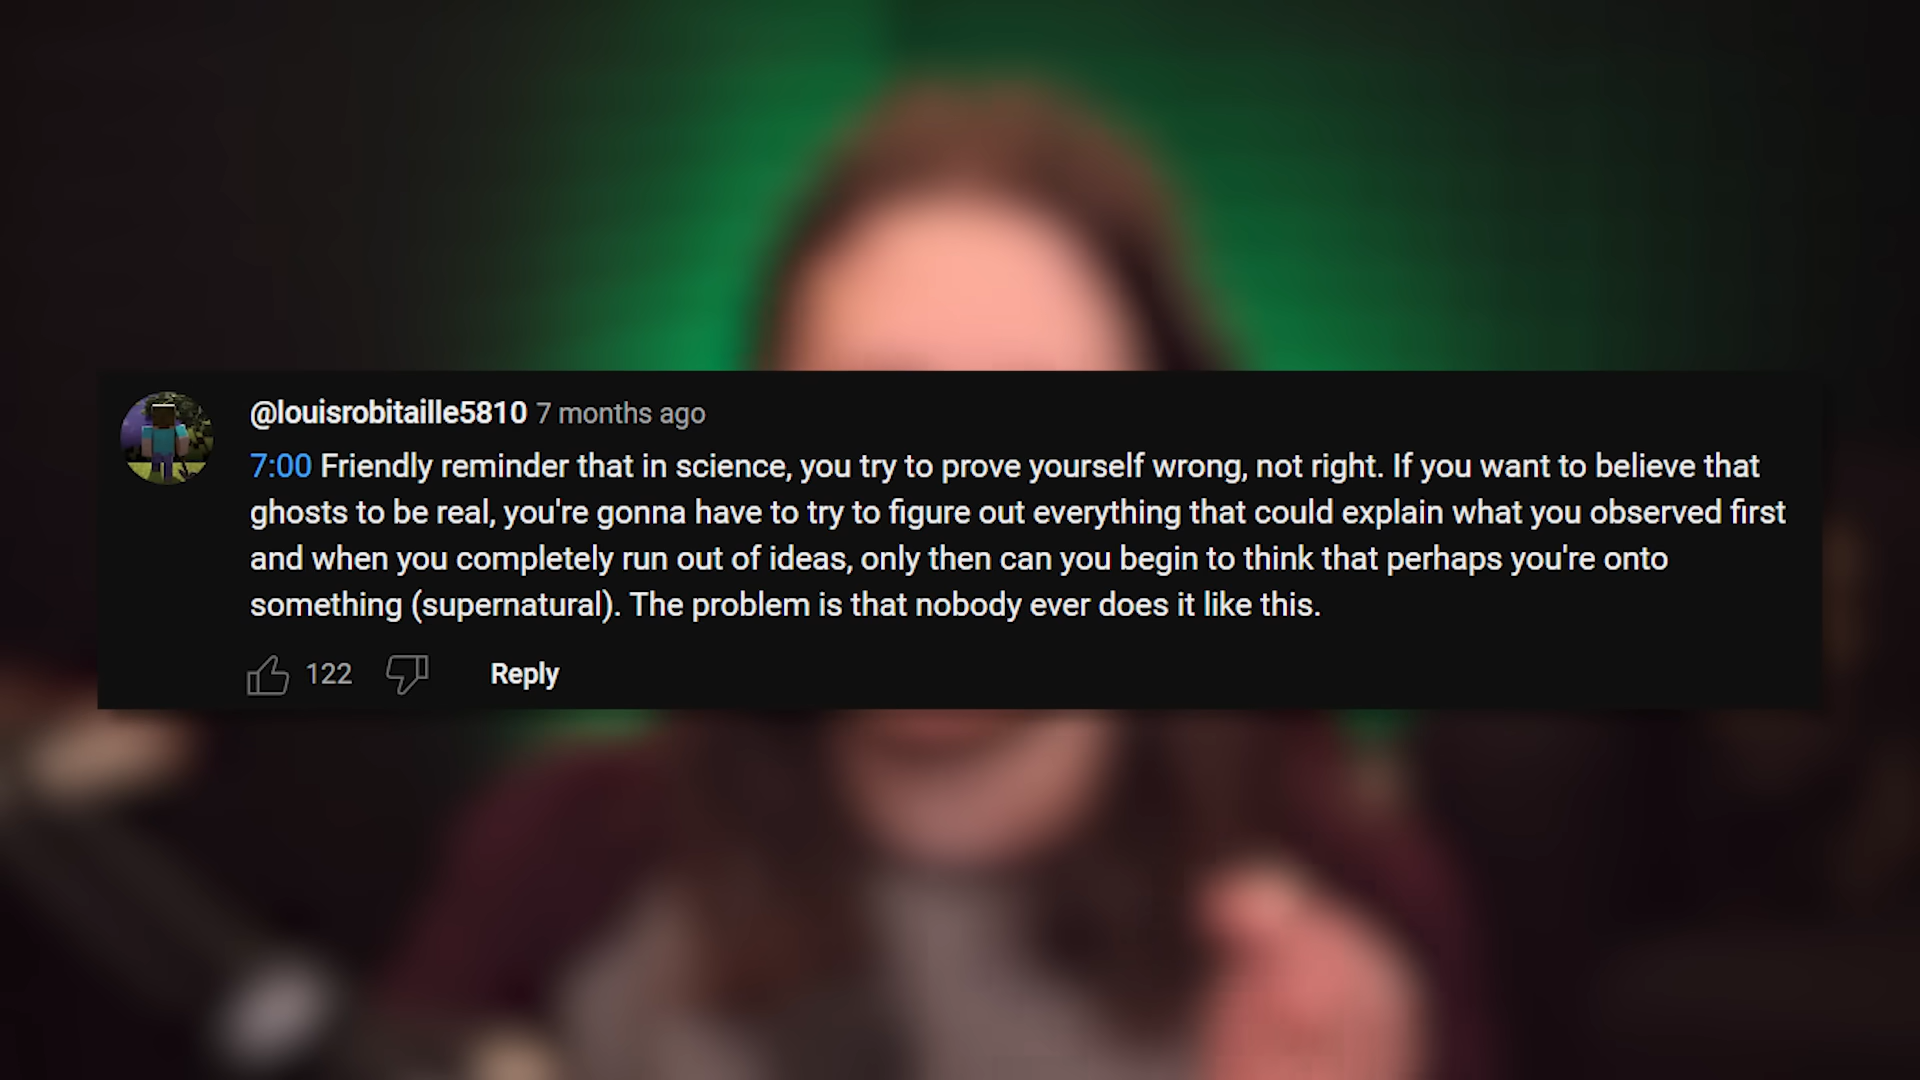 @louisrobitaille5810 7 months ago
7:00 Friendly reminder that in science, you try to prove yourself wrong, not right. If you want to believe that
ghosts to be real, you're gonna have to try to figure out everything that could explain what you observed first
and when you completely run out of ideas, only then can you begin to think that perhaps you're onto
something (supernatural). The problem is that nobody ever does it like this.
122 Reply